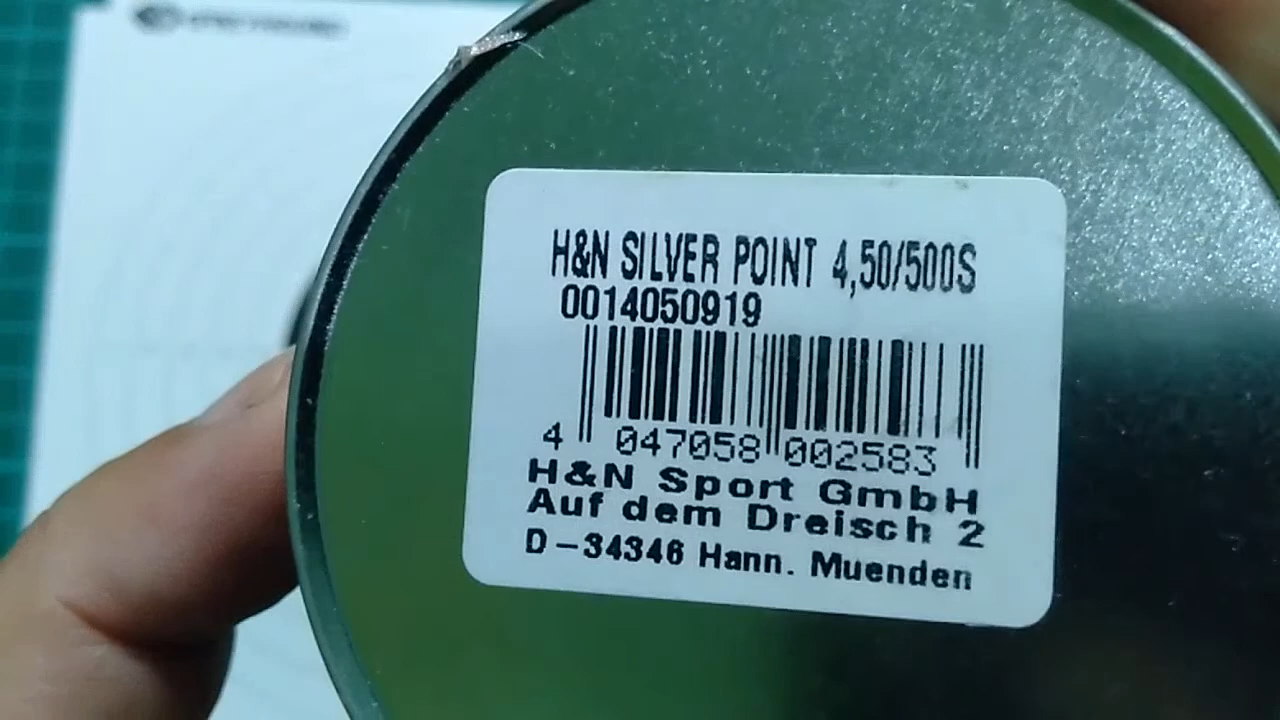 H&N SILVER POINT 4,50/500S
0014050919
4 047058 002583
H&N Sport GmbH
Auf dem Dreisch 2
D-34346 Hann. Muenden